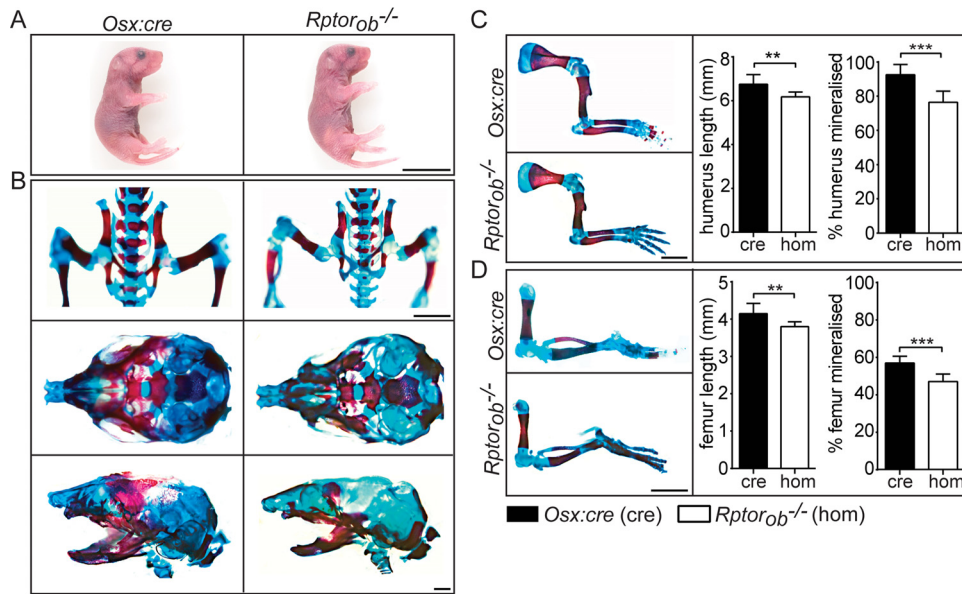 A
Osx:cre
Rptorob-/-
B
C
Osx:cre
Rptorob-/-
humerus length (mm)
8
6
4
2
0
**
cre
hom
% humerus mineralised
100
80
60
40
20
0
***
cre
hom
D
Osx:cre
Rptorob-/-
femur length (mm)
5
4
3
2
1
0
**
cre
hom
% femur mineralised
100
80
60
40
20
0
***
cre
hom
Osx:cre (cre)
Rptorob-/- (hom)